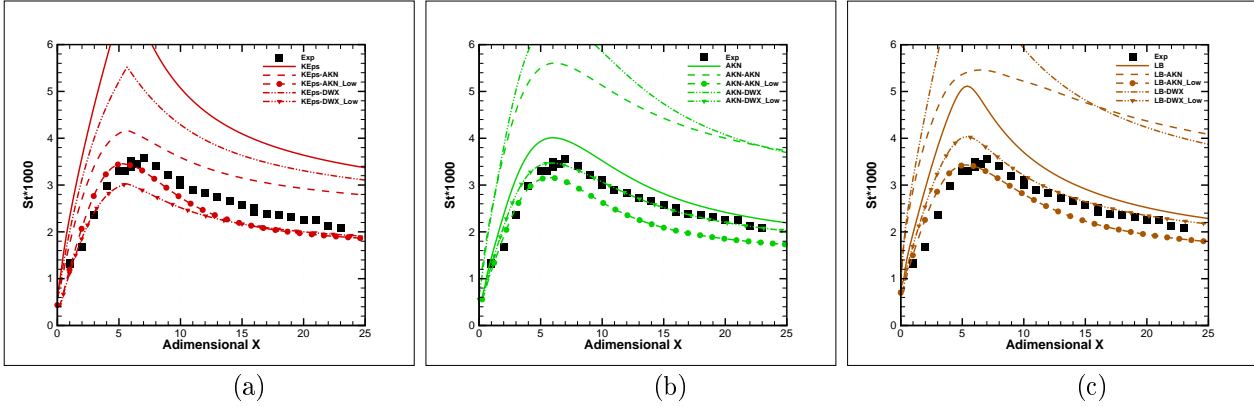 6
5
4
3
2
1
0
St*1000
0 5 10 15 20 25
Adimensional X
Exp
KEps
KEps-AKN
KEps-AKN_Low
KEps-DWX
KEps-DWX_Low
(a)
6
5
4
3
2
1
0
St*1000
0 5 10 15 20 25
Adimensional X
Exp
AKN
AKN-AKN
AKN-AKN_Low
AKN-DWX
AKN-DWX_Low
(b)
6
5
4
3
2
1
0
St*1000
0 5 10 15 20 25
Adimensional X
Exp
LB
LB-AKN
LB-AKN_Low
LB-DWX
LB-DWX_Low
(c)